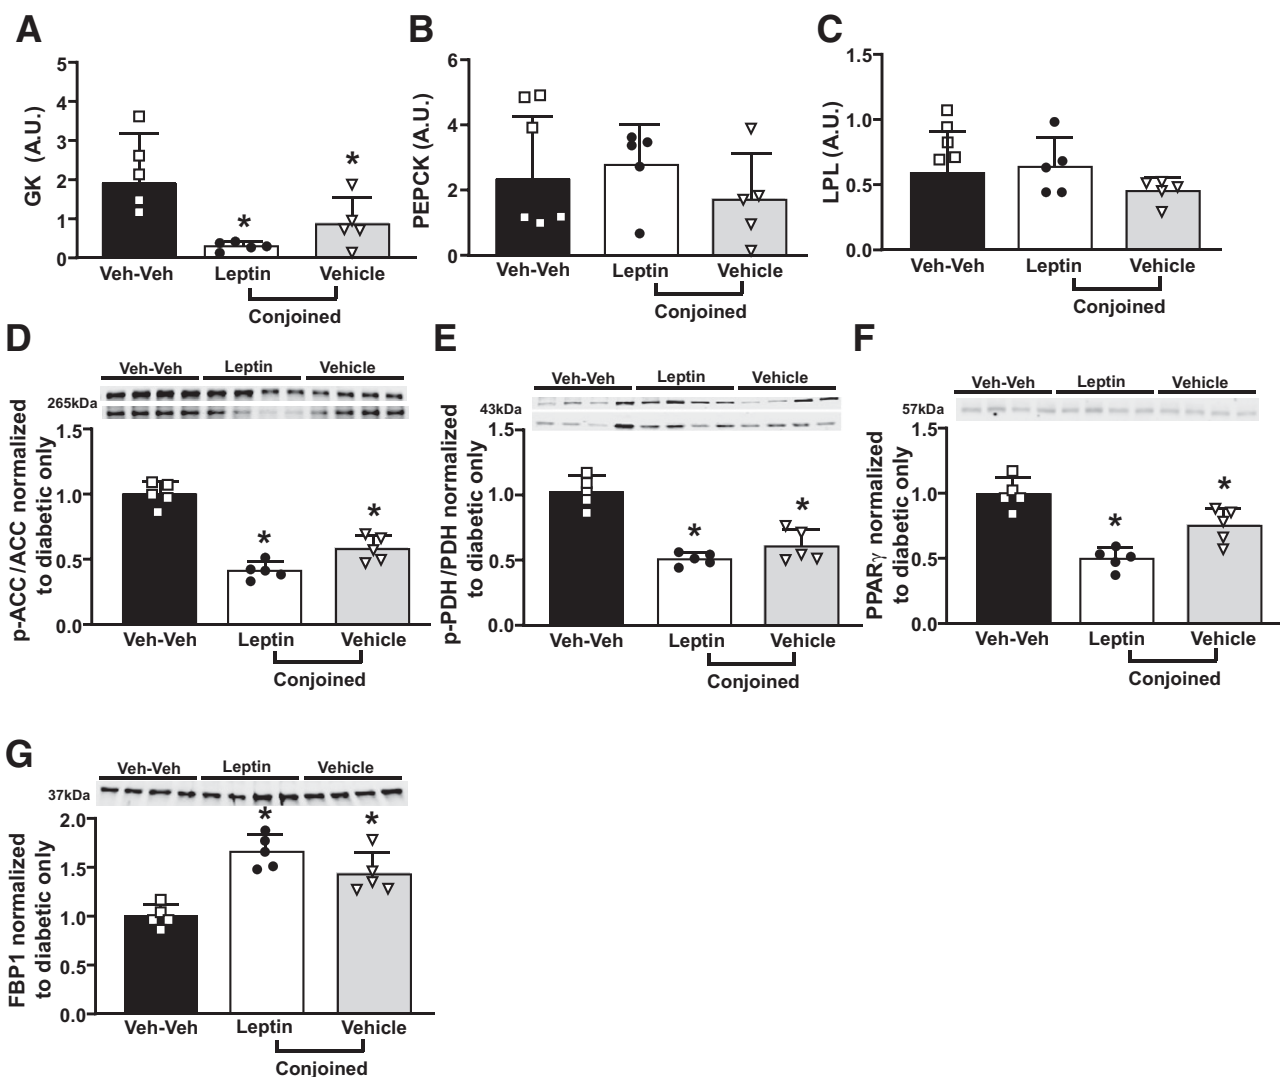 A
GK (A.U.)
5
4
3
2
1
0
*
*
Veh-Veh Leptin Vehicle
Conjoined
B
PEPCK (A.U.)
6
4
2
0
Veh-Veh Leptin Vehicle
Conjoined
C
LPL (A.U.)
1.5
1.0
0.5
0.0
Veh-Veh Leptin Vehicle
Conjoined
D
Veh-Veh Leptin Vehicle
265kDa
p-ACC/ACC normalized
to diabetic only
1.5
1.0
0.5
0.0
*
*
Veh-Veh Leptin Vehicle
Conjoined
E
Veh-Veh Leptin Vehicle
43kDa
p-PDH/PDH normalized
to diabetic only
1.5
1.0
0.5
0.0
*
*
Veh-Veh Leptin Vehicle
Conjoined
F
Veh-Veh Leptin Vehicle
57kDa
PPARγ normalized
to diabetic only
1.5
1.0
0.5
0.0
*
*
Veh-Veh Leptin Vehicle
Conjoined
G
Veh-Veh Leptin Vehicle
37kDa
FBP1 normalized
to diabetic only
2.0
1.5
1.0
0.5
0.0
*
*
Veh-Veh Leptin Vehicle
Conjoined